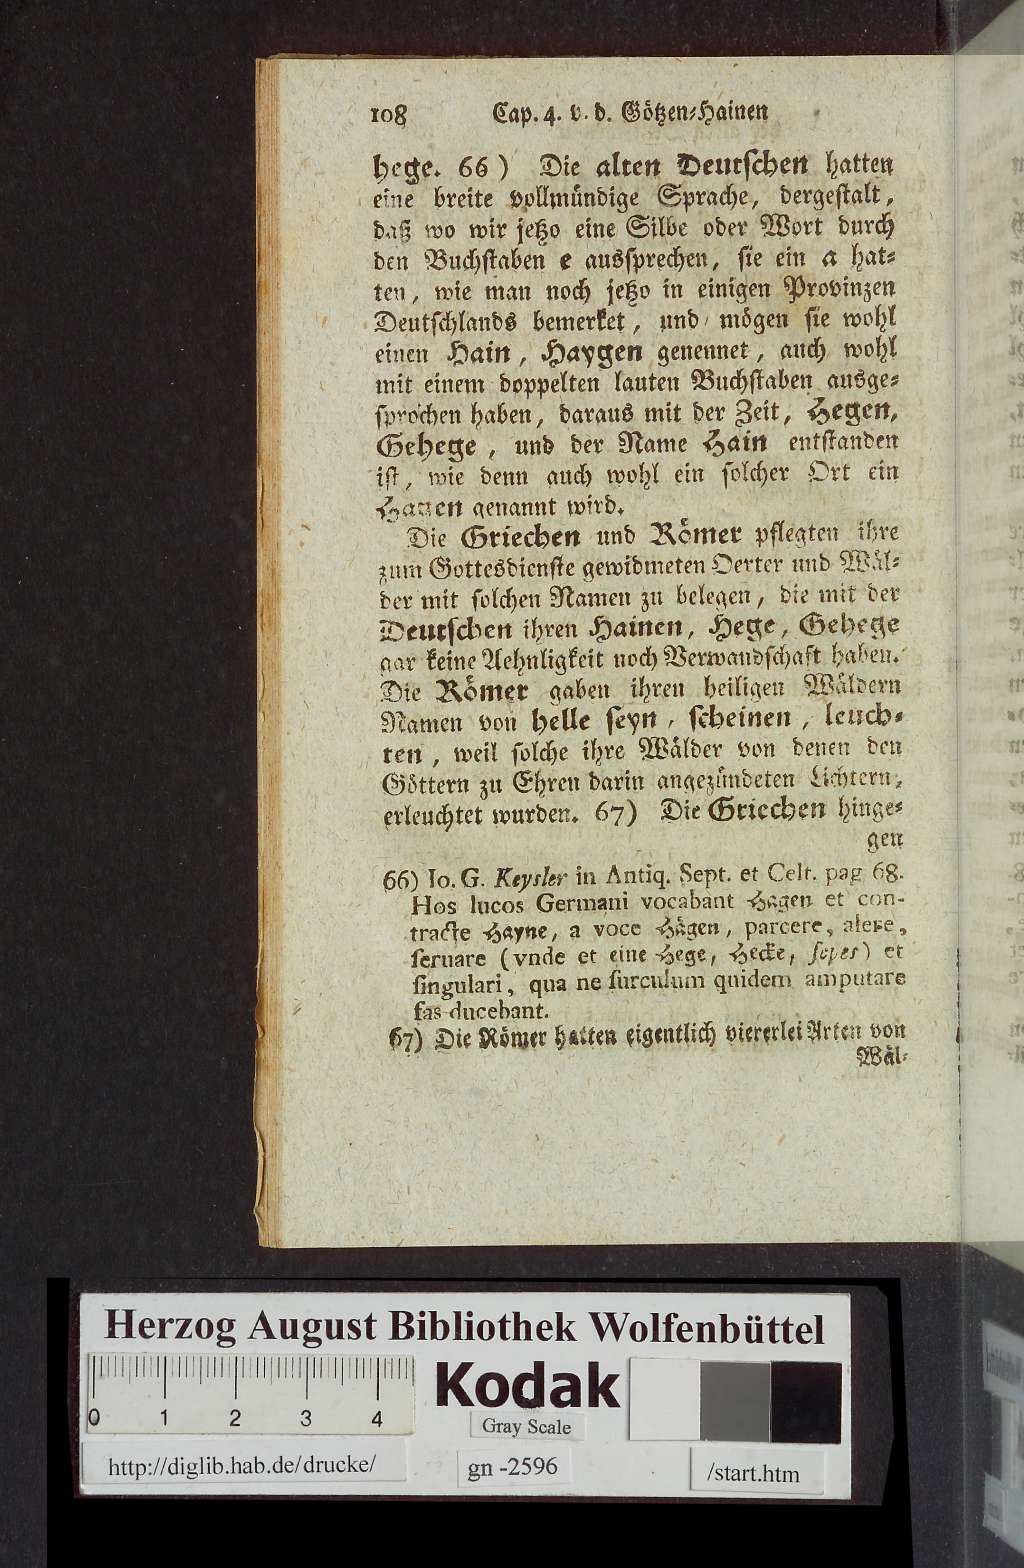 108 Cap. 4. v. d. Götzen-Hainen
hege. 66) Die alten Deutschen hatten
eine breite vollmündige Sprache, dergestalt,
daß wo wir jetzo eine Silbe oder Wort durch
den Buchstaben e aussprechen, sie ein a hat-
ten, wie man noch jetzo in einigen Provinzen
Deutschlands bemerket, und mögen sie wohl
einen Hain, Haygen genennet, auch wohl
mit einem doppelten lauten Buchstaben ausge-
sprochen haben, daraus mit der Zeit, Hegen,
Gehege, und der Name Hain entstanden
ist, wie denn auch wohl ein solcher Ort ein
genannt wird.
Die Griechen und Römer pflegten ihre
zum Gottesdienste gewidmeten Oerter und Wäl-
der mit solchen Namen zu belegen, die mit der
Deutschen ihren Hainen, Hege, Gehege
gar keine Aehnligkeit noch Verwandschaft haben.
Die Römer gaben ihren heiligen Wäldern
Namen von helle seyn, scheinen, leuch-
ten, weil solche ihre Wälder von denen den
Göttern zu Ehren darin angezündeten Lichtern,
erleuchtet wurden. 67) Die Griechen hinge-
gen
66) Io. G. Keysler in Antiq. Sept. et Celt. pag 68.
Hos lucos Germani vocabant Hagen et con-
tracte Hayne, a voce Hägen, parcere, alere,
seruare (vnde et eine Hege, Hecke, sepes) et
singulari, qua ne surculum quidem amputare
fas ducebant.
67) Die Römer hatten eigentlich viererlei Arten von
Wäl-
Herzog August Bibliothek Wolfenbüttel
Kodak
0 1 2 3 4
Gray Scale
http://diglib.hab.de/drucke/ gn -2596 /start.htm